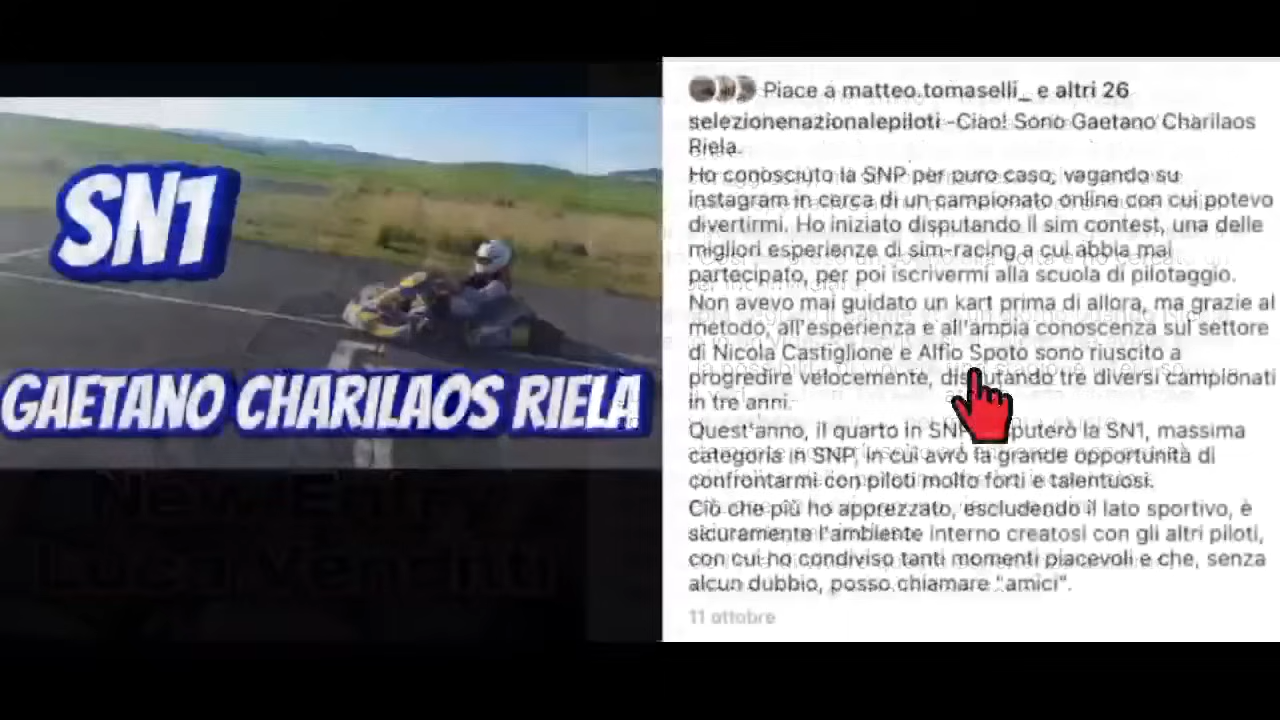 SN1
GAETANO CHARILAOS RIELA
Piace a matteo.tomaselli_ e altri 26
selezionenazionalepiloti -Ciao! Sono Gaetano Charilaos
Riela.
Ho conosciuto la SNP per puro caso, vagando su
instagram in cerca di un campionato online con cui potevo
divertirmi. Ho iniziato disputando il sim contest, una delle
migliori esperienze di sim-racing a cui abbia mai
partecipato, per poi iscrivermi alla scuola di pilotaggio.
Non avevo mai guidato un kart prima di allora, ma grazie al
metodo, all'esperienza e all'ampia conoscenza sul settore
di Nicola Castiglione e Alfio Spoto sono riuscito a
progredire velocemente, disputando tre diversi campionati
in tre anni.
Quest'anno, il quarto in SNP, disputerò la SN1, massima
categoria in SNP, in cui avrò la grande opportunità di
confrontarmi con piloti molto forti e talentuosi.
Ciò che più ho apprezzato, escludendo il lato sportivo, è
sicuramente l'ambiente interno creatosi con gli altri piloti,
con cui ho condiviso tanti momenti piacevoli e che, senza
alcun dubbio, posso chiamare "amici".
11 ottobre
New Entry